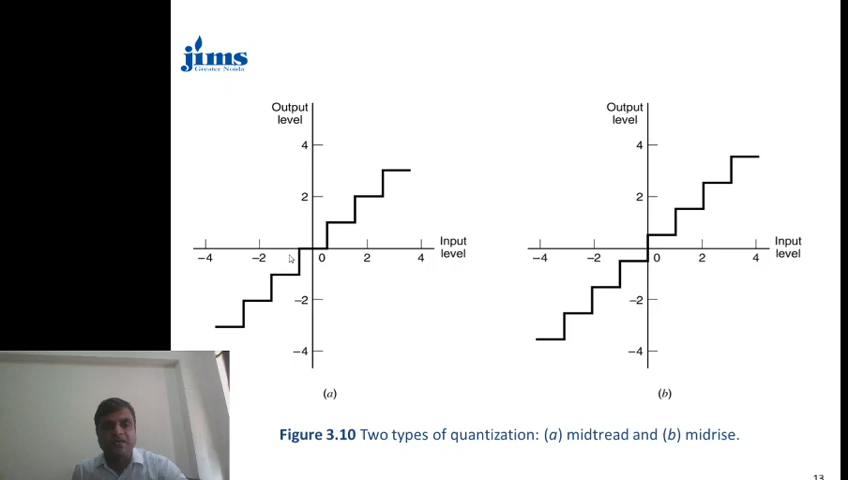 jims
Greater Noida
Output
level
4
2
−4
−2
0
2
4
Input
level
−2
−4
(a)
Output
level
4
2
−4
−2
0
2
4
Input
level
−2
−4
(b)
Figure 3.10 Two types of quantization: (a) midtread and (b) midrise.
13